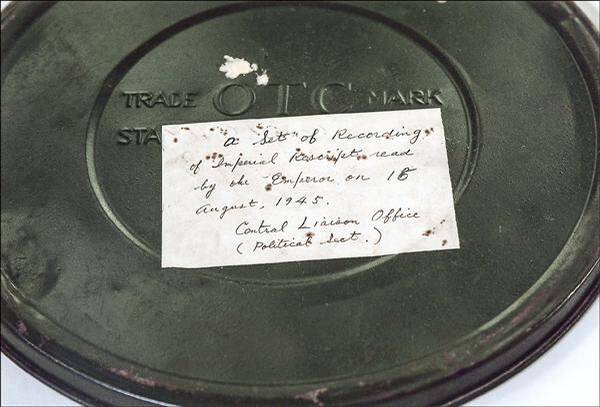 TRADE OTC MARK
STA
a Set of Recording
of Imperial Rescript read
by the Emperor on 15
August, 1945.
Central Liaison Office
(Political Sect.)